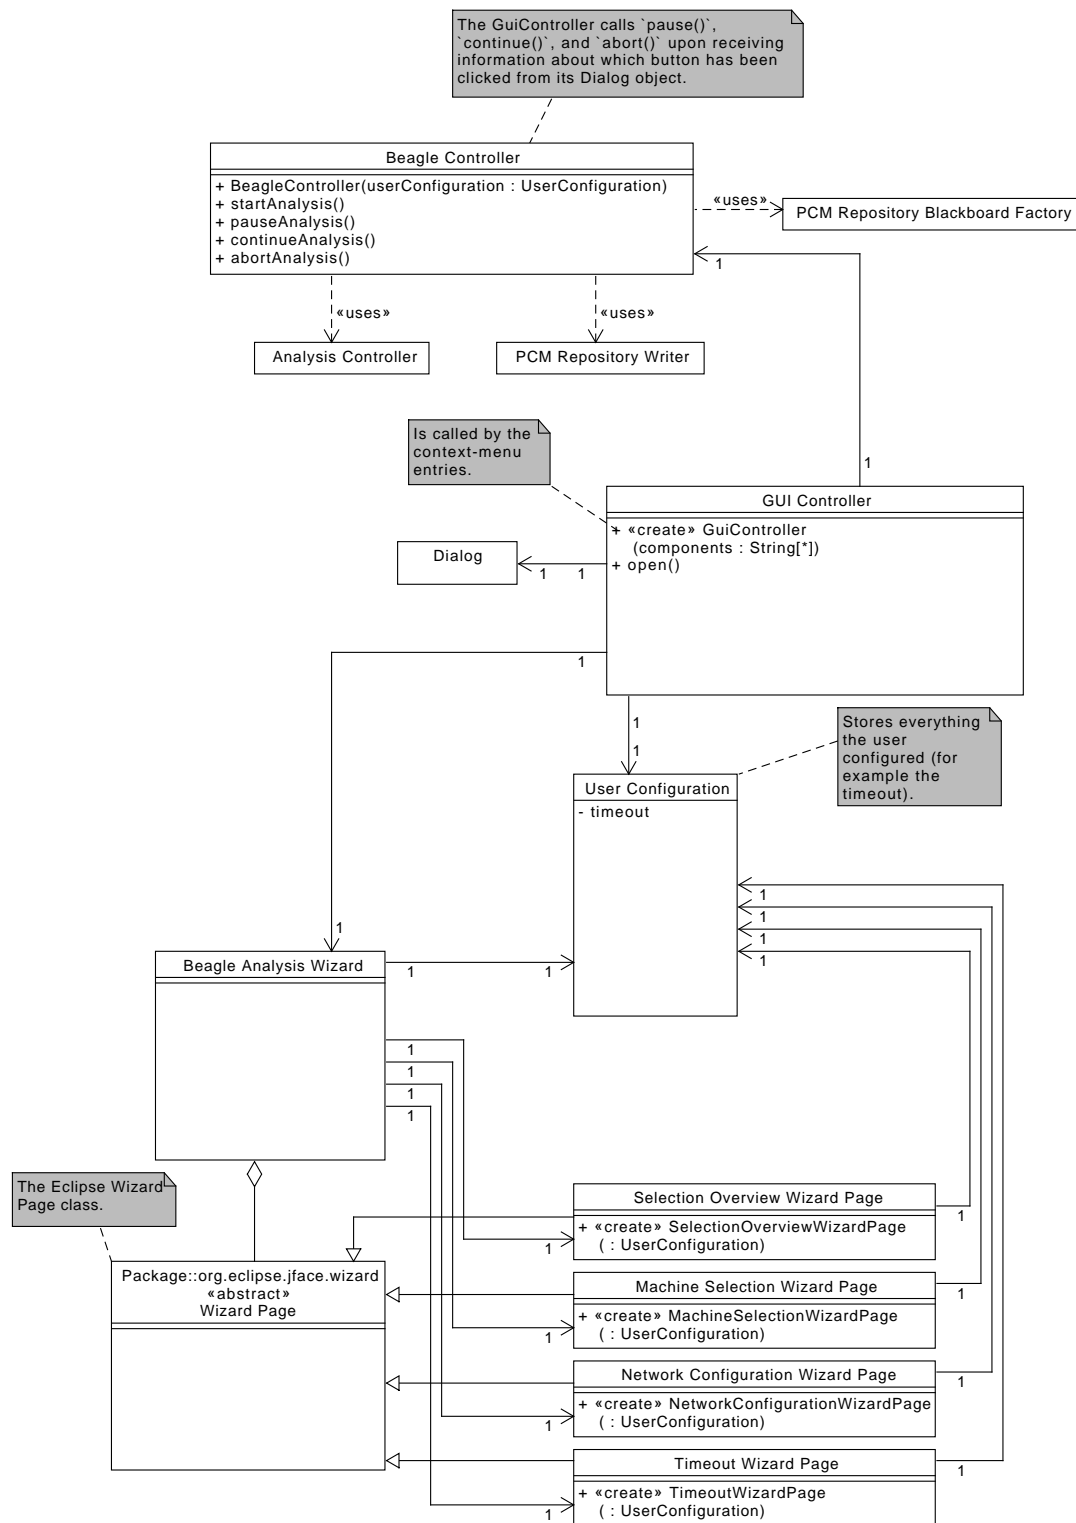 The GuiController calls `pause()`,
`continue()`, and `abort()` upon receiving
information about which button has been
clicked from its Dialog object.
Beagle Controller
+ BeagleController(userConfiguration : UserConfiguration)
+ startAnalysis()
+ pauseAnalysis()
+ continueAnalysis()
+ abortAnalysis()
«uses»
PCM Repository Blackboard Factory
1
«uses»
«uses»
Analysis Controller
PCM Repository Writer
Is called by the
context-menu
entries.
1
GUI Controller
+ «create» GuiController
(components : String[*])
+ open()
Dialog
1
1
1
1
1
Stores everything
the user
configured (for
example the
timeout).
User Configuration
- timeout
1
1
1
1
1
Beagle Analysis Wizard
1
1
1
1
1
1
The Eclipse Wizard
Page class.
Package::org.eclipse.jface.wizard
«abstract»
Wizard Page
Selection Overview Wizard Page
+ «create» SelectionOverviewWizardPage
( : UserConfiguration)
1
1
Machine Selection Wizard Page
+ «create» MachineSelectionWizardPage
( : UserConfiguration)
1
1
Network Configuration Wizard Page
+ «create» NetworkConfigurationWizardPage
( : UserConfiguration)
1
1
Timeout Wizard Page
+ «create» TimeoutWizardPage
( : UserConfiguration)
1
1